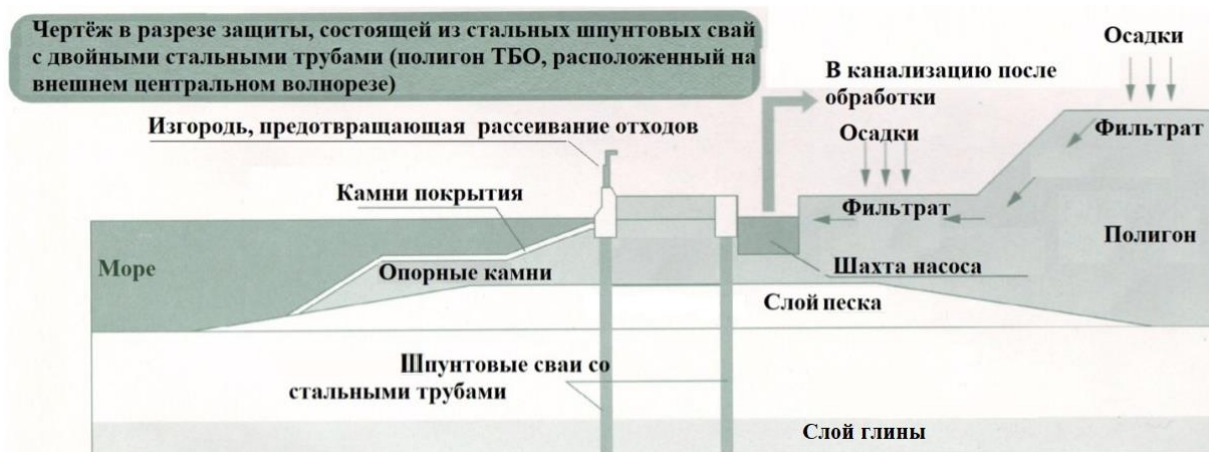 Чертёж в разрезе защиты, состоящей из стальных шпунтовых свай
с двойными стальными трубами (полигон ТБО, расположенный на
внешнем центральном волнорезе)
Осадки
В канализацию после
обработки
Изгородь, предотвращающая рассеивание отходов
Осадки
Фильтрат
Камни покрытия
Фильтрат
Полигон
Море
Опорные камни
Шахта насоса
Слой песка
Шпунтовые сваи со
стальными трубами
Слой глины